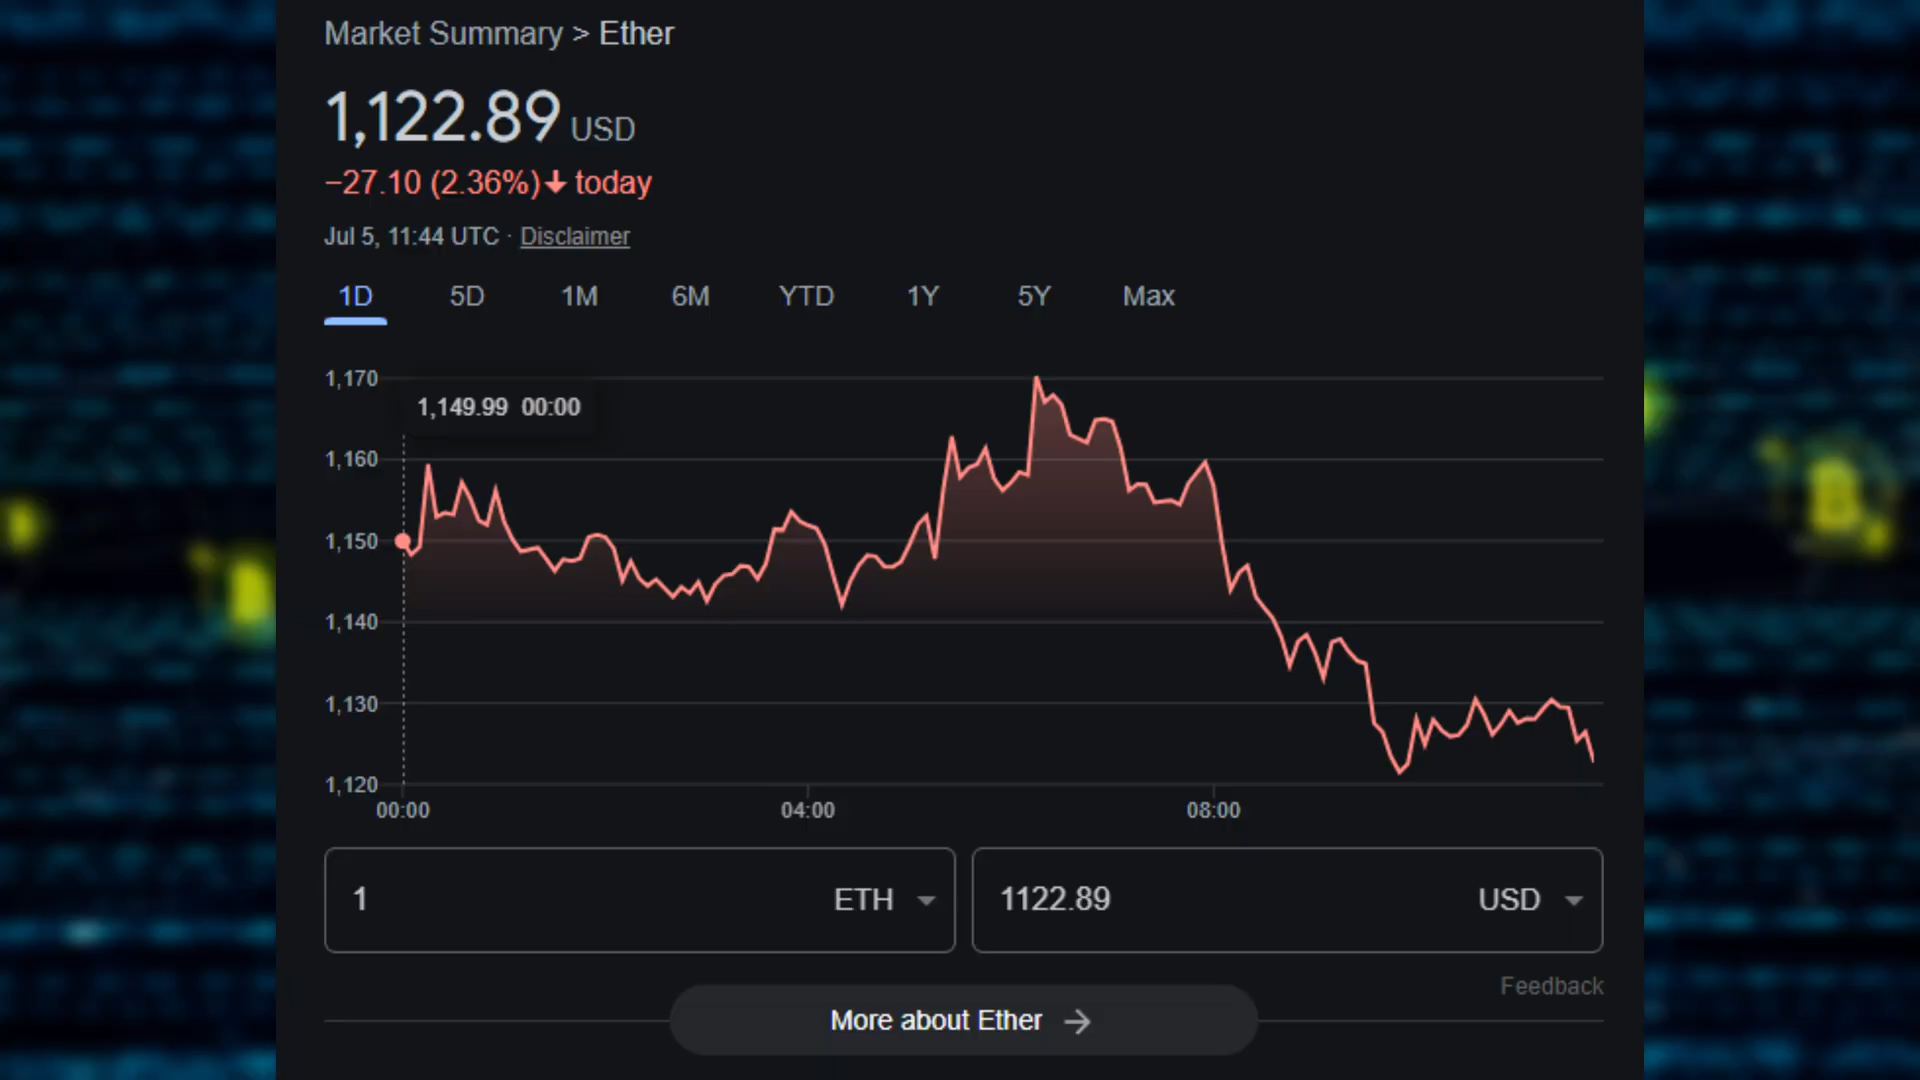 Market Summary > Ether
1,122.89 USD
−27.10 (2.36%) ↓ today
Jul 5, 11:44 UTC · Disclaimer
1D 5D 1M 6M YTD 1Y 5Y Max
1,170
1,149.99 00:00
1,160
1,150
1,140
1,130
1,120
00:00 04:00 08:00
1 ETH 1122.89 USD
Feedback
More about Ether →